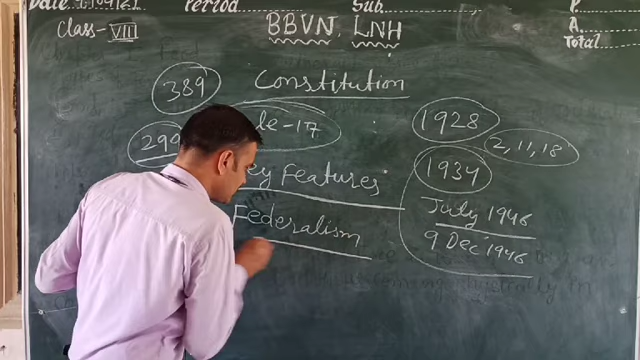 Date Period Sub P
A
Total
Class-VIII BBVN, LNH
389 Constitution 1928
le-17 :
2, 11, 18
299 1934
ey Features
July 1946
Federalism
9 Dec 1946